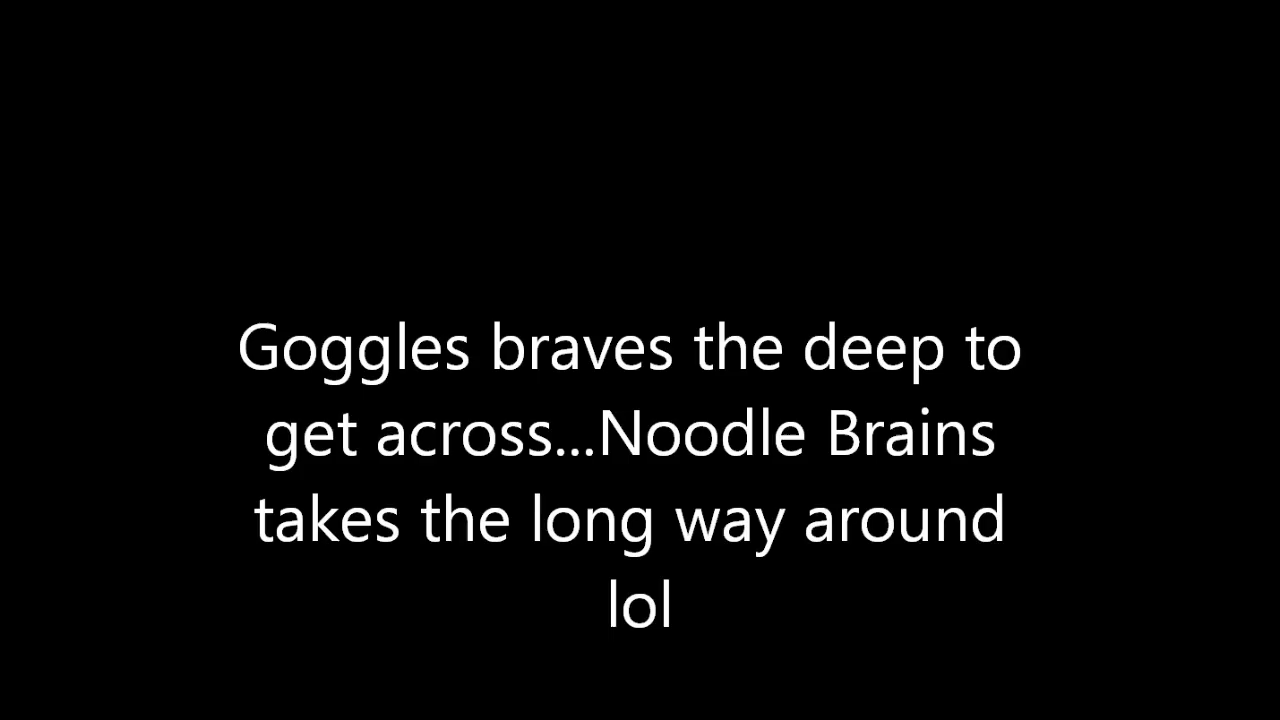 Goggles braves the deep to
get across...Noodle Brains
takes the long way around
lol